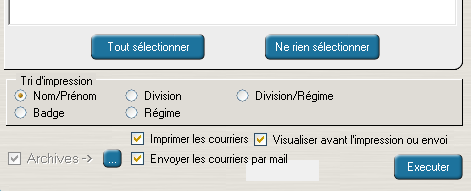 Tout sélectionner Ne rien sélectionner
Tri d'impression
Nom/Prénom Division Division/Régime
Badge Régime
Imprimer les courriers Visualiser avant l'impression ou envoi
Archives -> ... Envoyer les courriers par mail
Executer